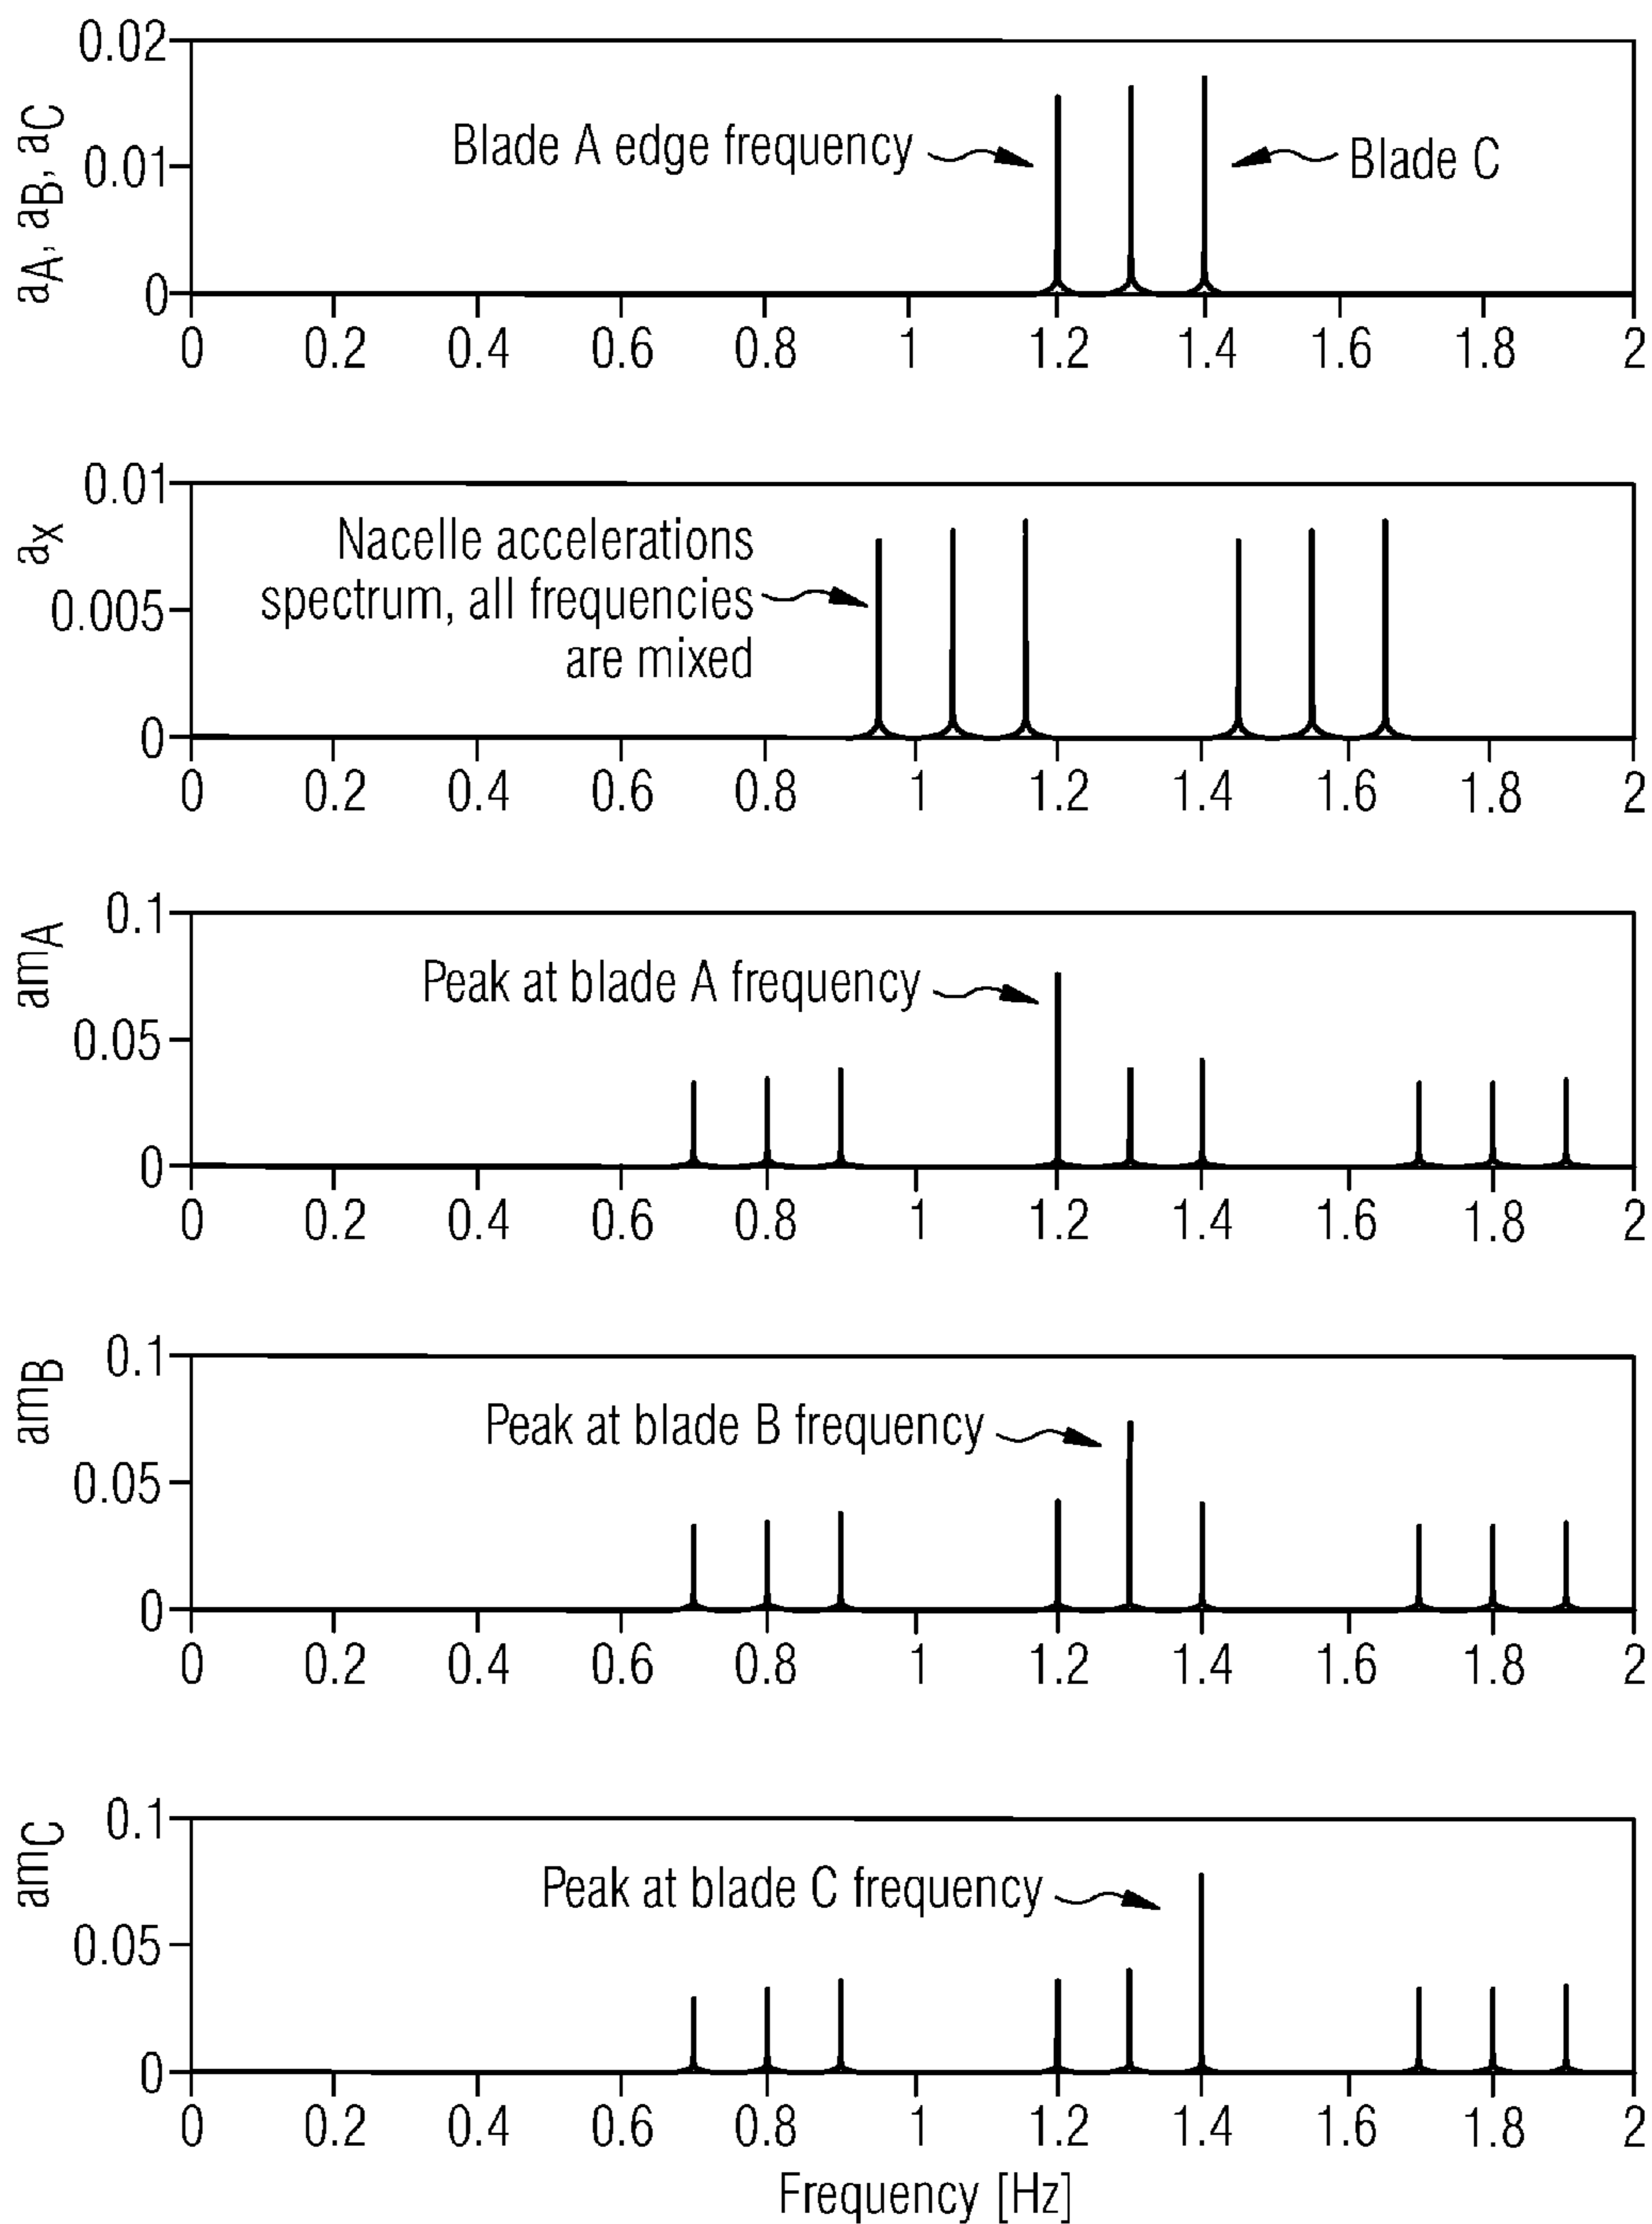 aA, aB, aC
0.02
0.01
0
Blade A edge frequency
Blade C
0 0.2 0.4 0.6 0.8 1 1.2 1.4 1.6 1.8 2
ax
0.01
0.005
0
Nacelle accelerations
spectrum, all frequencies
are mixed
0 0.2 0.4 0.6 0.8 1 1.2 1.4 1.6 1.8 2
amA
0.1
0.05
0
Peak at blade A frequency
0 0.2 0.4 0.6 0.8 1 1.2 1.4 1.6 1.8 2
amB
0.1
0.05
0
Peak at blade B frequency
0 0.2 0.4 0.6 0.8 1 1.2 1.4 1.6 1.8 2
amC
0.1
0.05
0
Peak at blade C frequency
0 0.2 0.4 0.6 0.8 1 1.2 1.4 1.6 1.8 2
Frequency [Hz]